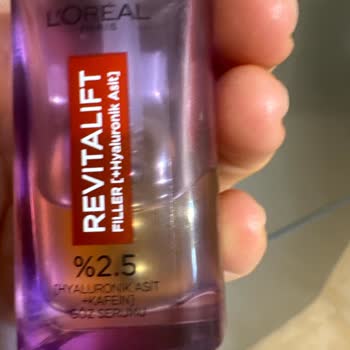 L'ORÉAL
PARIS
REVITALIFT
FILLER [+Hyaluronik Asit]
%2.5
[HYALURONİK ASİT
+KAFEİN]
GÖZ SERUMU